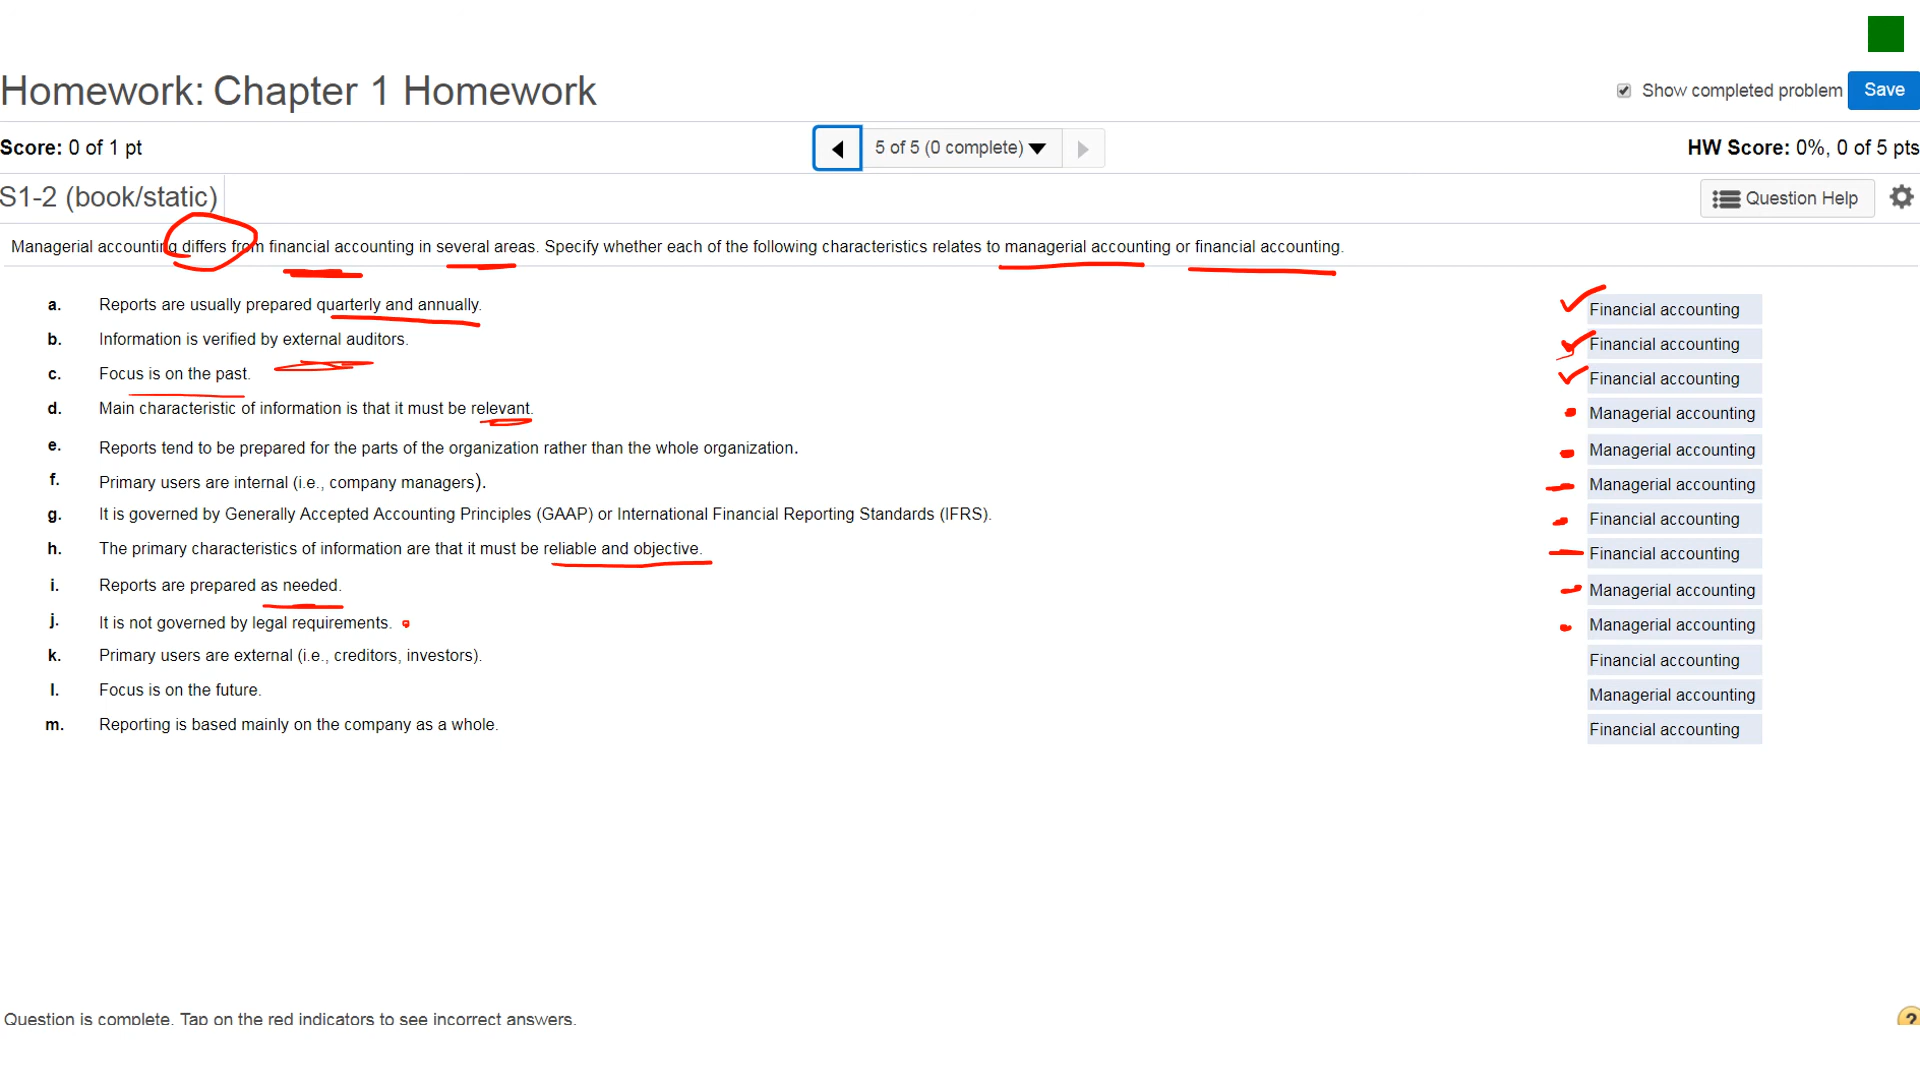 Homework: Chapter 1 Homework
Show completed problem
Save
Score: 0 of 1 pt
5 of 5 (0 complete)
HW Score: 0%, 0 of 5 pts
S1-2 (book/static)
Question Help
Managerial accounting differs from financial accounting in several areas. Specify whether each of the following characteristics relates to managerial accounting or financial accounting.
a. Reports are usually prepared quarterly and annually. Financial accounting
b. Information is verified by external auditors. Financial accounting
c. Focus is on the past. Financial accounting
d. Main characteristic of information is that it must be relevant. Managerial accounting
e. Reports tend to be prepared for the parts of the organization rather than the whole organization. Managerial accounting
f. Primary users are internal (i.e., company managers). Managerial accounting
g. It is governed by Generally Accepted Accounting Principles (GAAP) or International Financial Reporting Standards (IFRS). Financial accounting
h. The primary characteristics of information are that it must be reliable and objective. Financial accounting
i. Reports are prepared as needed. Managerial accounting
j. It is not governed by legal requirements. Managerial accounting
k. Primary users are external (i.e., creditors, investors). Financial accounting
l. Focus is on the future. Managerial accounting
m. Reporting is based mainly on the company as a whole. Financial accounting
Question is complete. Tap on the red indicators to see incorrect answers.
?